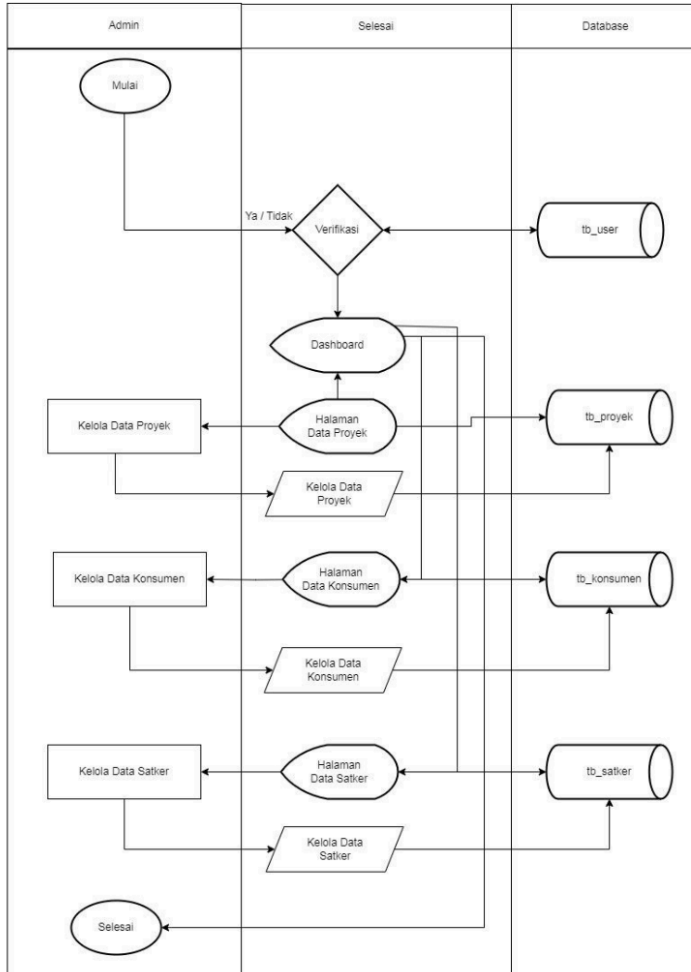 Admin
Selesai
Database
Mulai
Ya / Tidak
Verifikasi
tb_user
Dashboard
Kelola Data Proyek
Halaman
Data Proyek
tb_proyek
Kelola Data
Proyek
Kelola Data Konsumen
Halaman
Data Konsumen
tb_konsumen
Kelola Data
Konsumen
Kelola Data Satker
Halaman
Data Satker
tb_satker
Kelola Data
Satker
Selesai